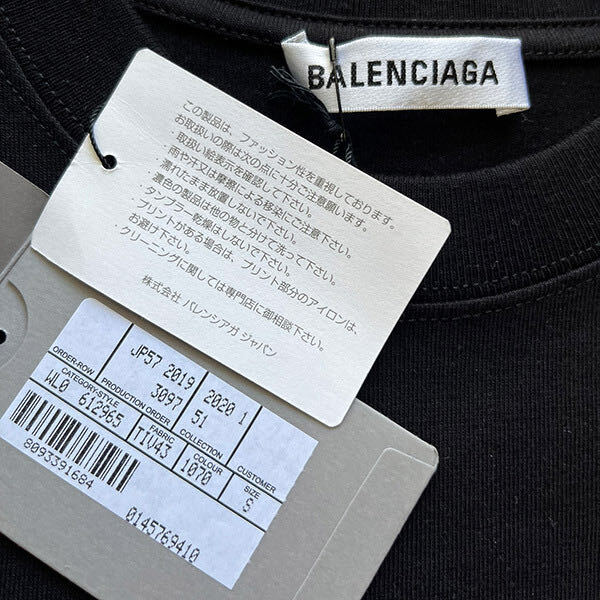 BALENCIAGA
この製品は、ファッション性を重視しております。
お取扱いの際は次の点に十分ご注意願います。
・取扱い絵表示を確認して下さい。
・雨や汗又は摩擦による移染にご注意下さい。
・濡れたまま放置しないで下さい。
・濃色の製品は他の物と分けて洗って下さい。
・タンブラー乾燥はしないで下さい。
・プリントがある場合は、プリント部分のアイロンは、
お避け下さい。
・クリーニングに関しては専門店に御相談下さい。
株式会社 バレンシアガ ジャパン
JP57 2019 2020 1
ORDER-ROW PRODUCTION ORDER COLLECTION CUSTOMER
3097 51
WL0 612965 TIV43 1070 S
CATEGORY-STYLE FABRIC COLOUR SIZE
8093391684
0145769410